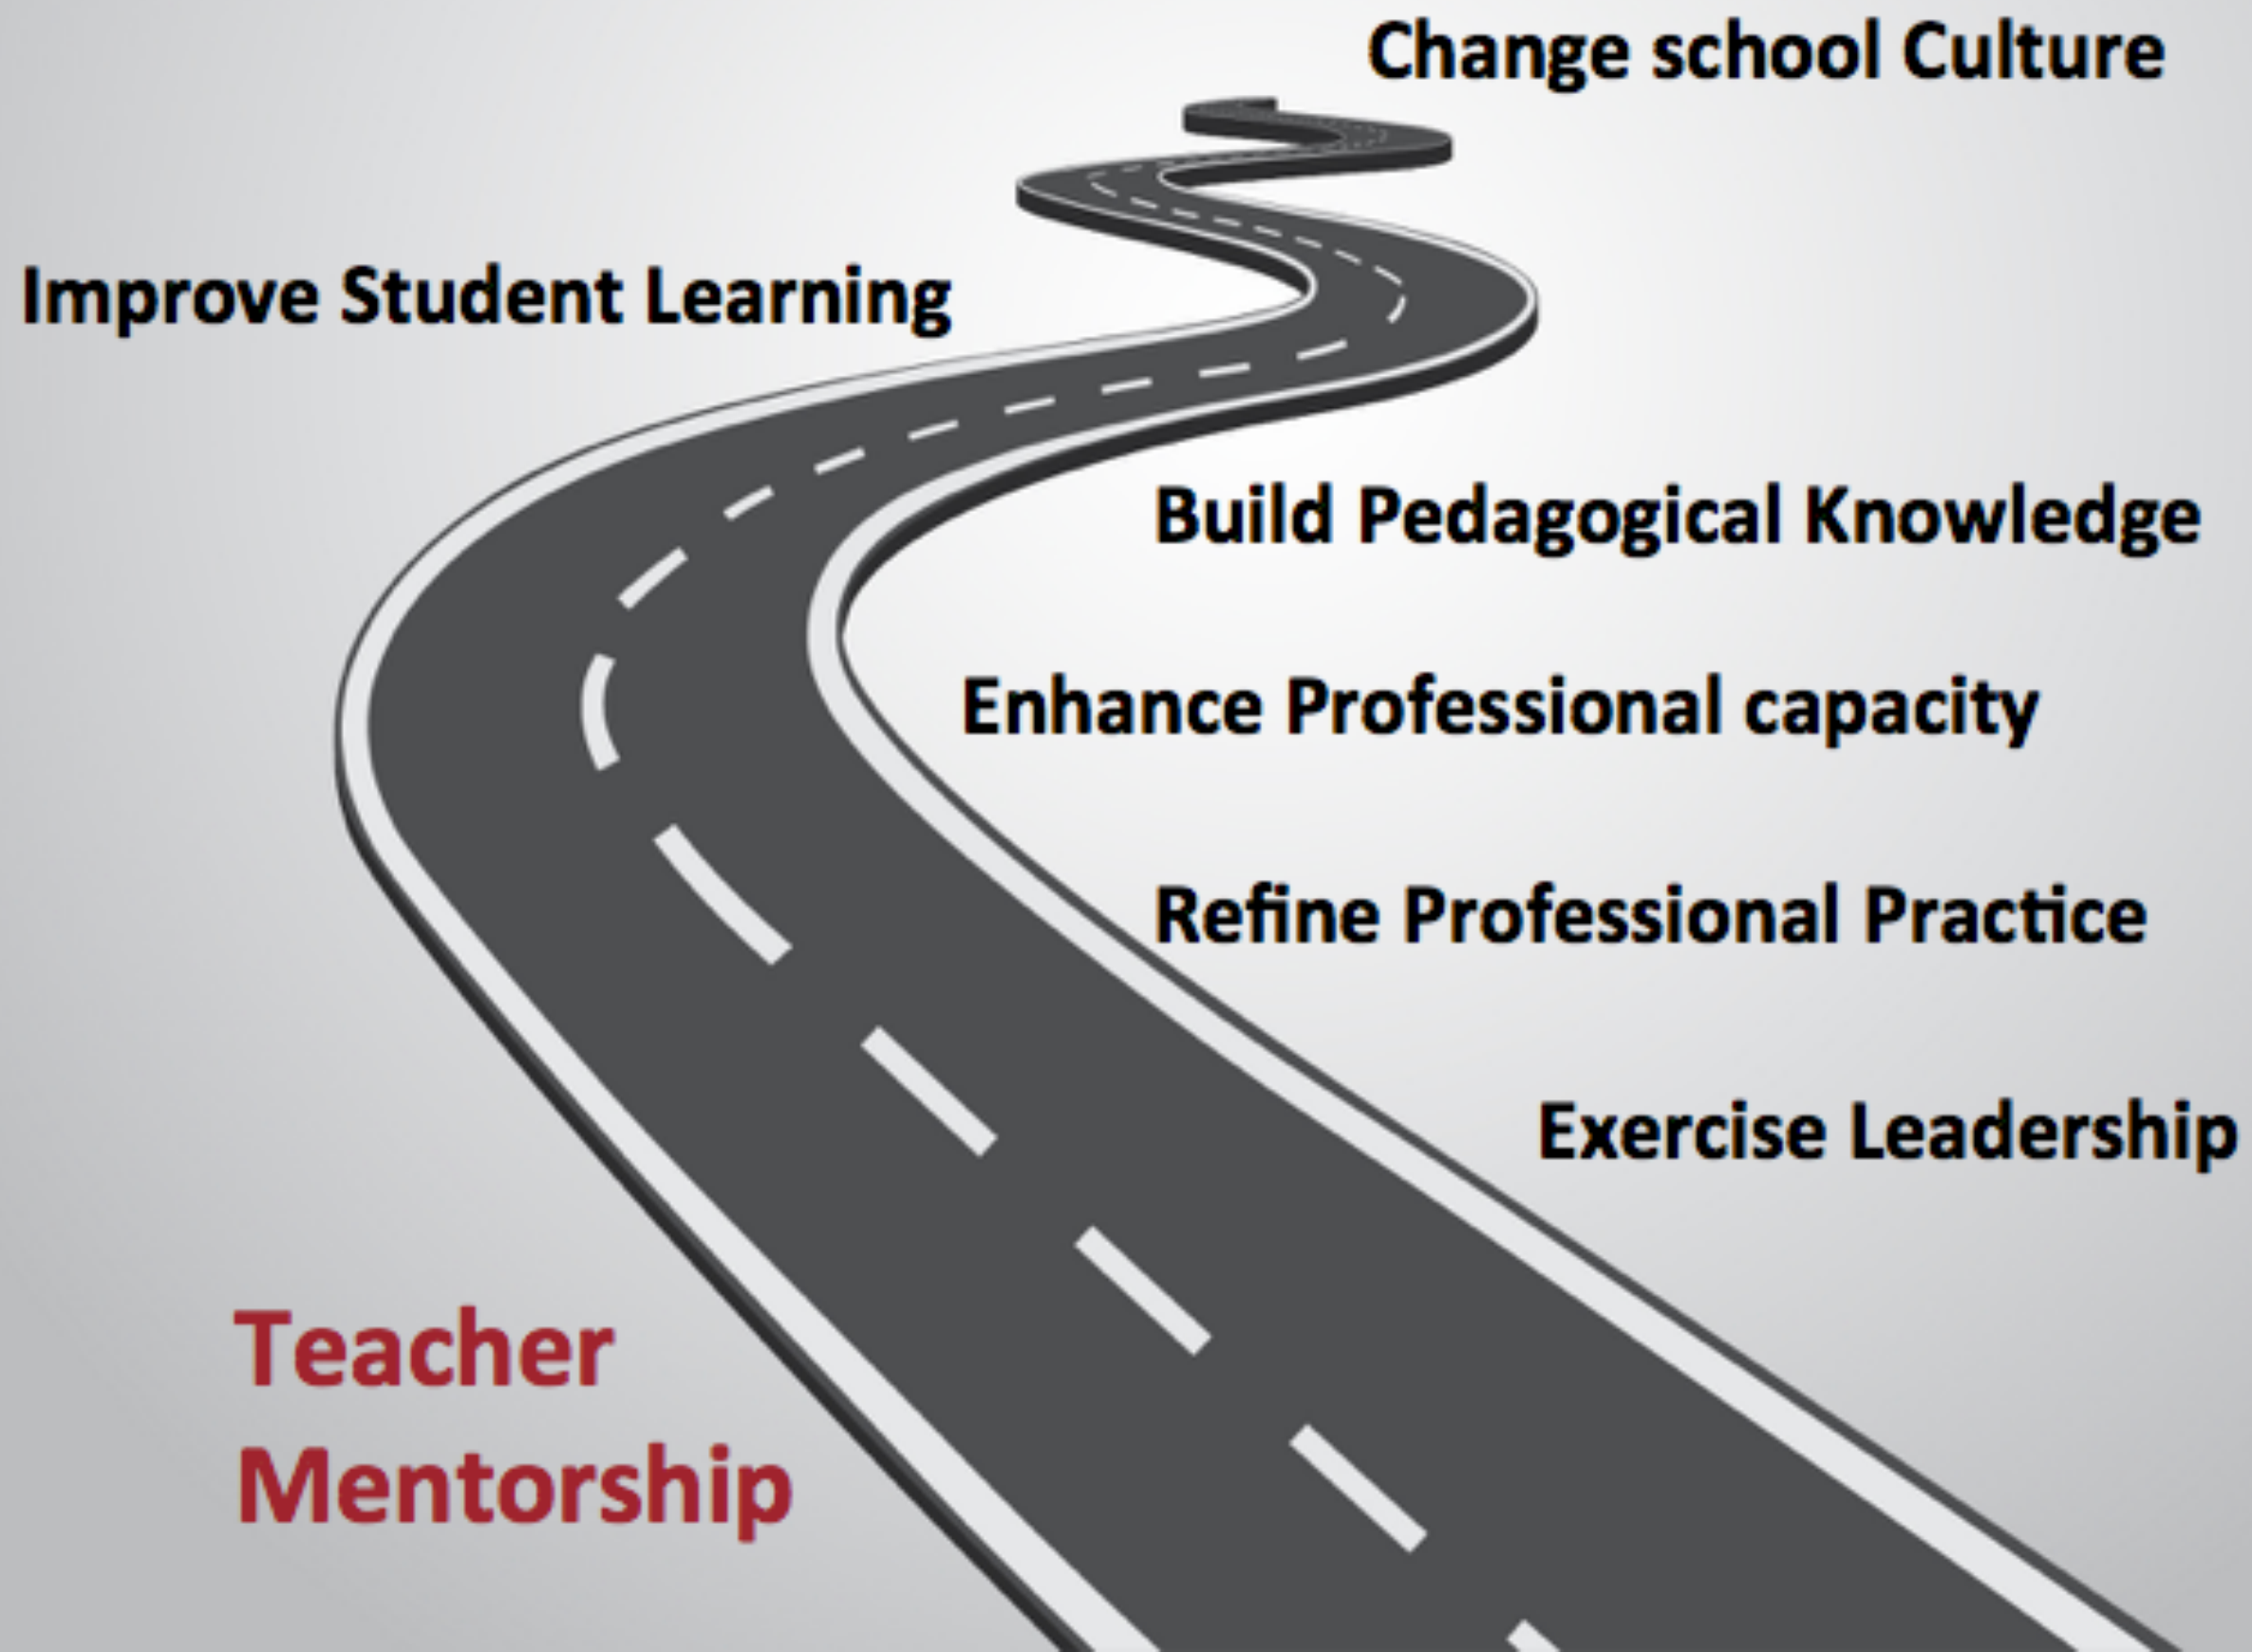 Change school Culture
Improve Student Learning
Build Pedagogical Knowledge
Enhance Professional capacity
Refine Professional Practice
Exercise Leadership
Teacher
Mentorship